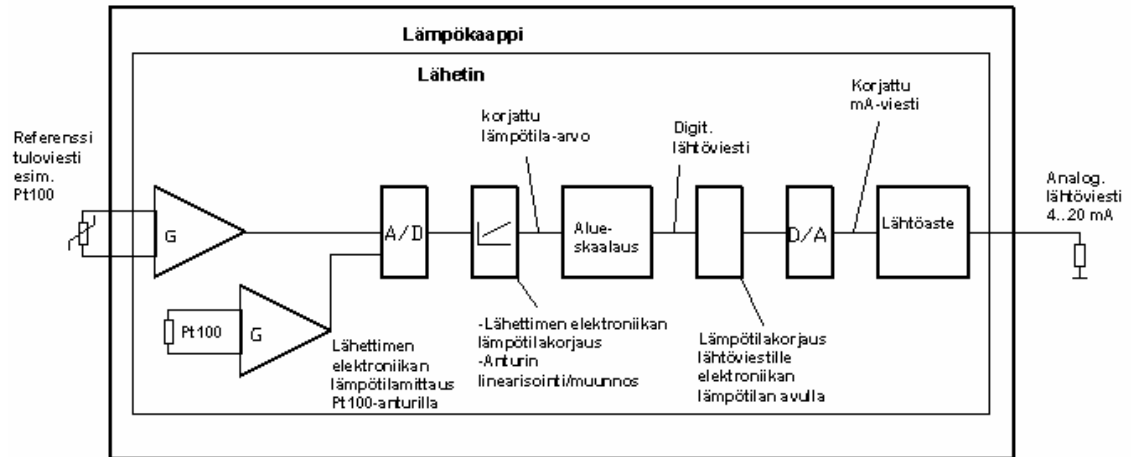 Lämpökaappi
Lähetin
Referenssi
tuloviesti
esim.
Pt100
G
Pt100
G
Lähettimen
elektroniikan
lämpötilamittaus
Pt100-anturilla
A/D
korjattu
lämpötila-arvo
-Lähettimen elektroniikan
lämpötilakorjaus
-Anturin
linearisointi/muunnos
Alue-
skaalaus
Digit.
lähtöviesti
Lämpötilakorjaus
lähtöviestille
elektroniikan
lämpötilan avulla
D/A
Korjattu
mA-viesti
Lähtöaste
Analog.
lähtöviesti
4..20 mA